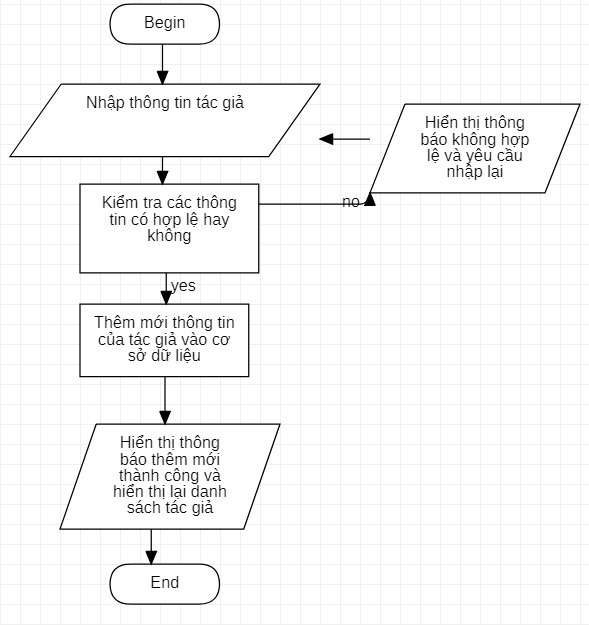 Begin
Nhập thông tin tác giả
Hiển thị thông
báo không hợp
lệ và yêu cầu
nhập lại
Kiểm tra các thông
tin có hợp lệ hay
không
no
yes
Thêm mới thông tin
của tác giả vào cơ
sở dữ liệu
Hiển thị thông
báo thêm mới
thành công và
hiển thị lại danh
sách tác giả
End